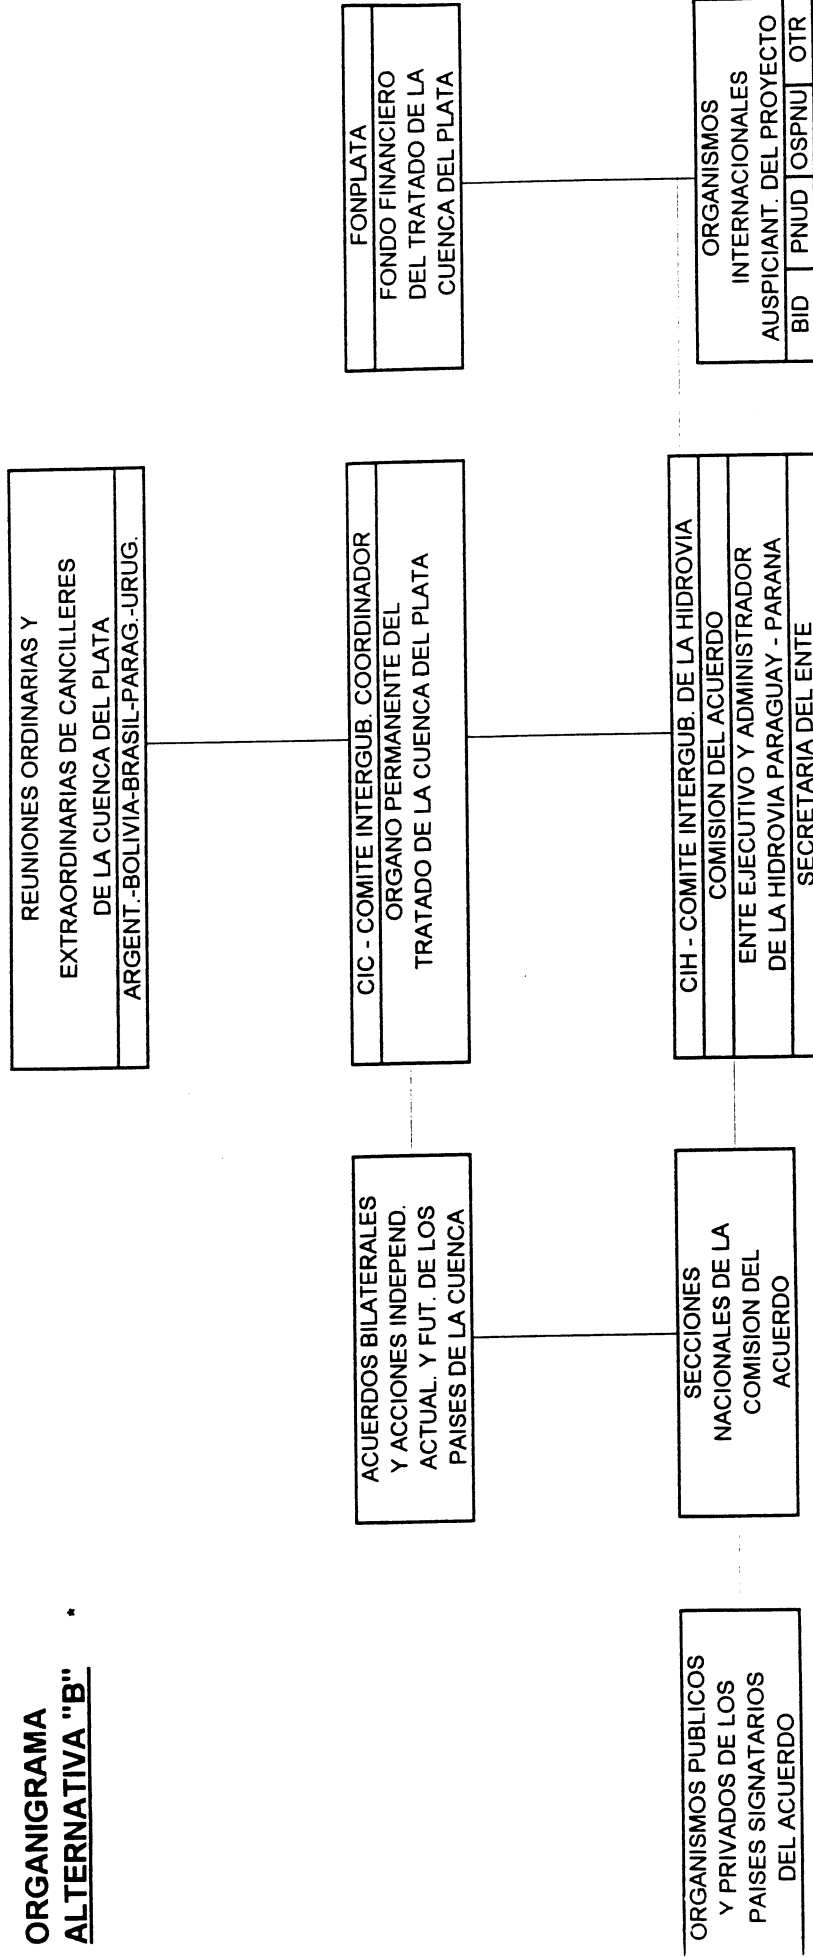 ORGANIGRAMA
ALTERNATIVA "B" *
REUNIONES ORDINARIAS Y
EXTRAORDINARIAS DE CANCILLERES
DE LA CUENCA DEL PLATA
ARGENT.-BOLIVIA-BRASIL-PARAG.-URUG.
ACUERDOS BILATERALES
Y ACCIONES INDEPEND.
ACTUAL. Y FUT. DE LOS
PAISES DE LA CUENCA
CIC - COMITE INTERGUB. COORDINADOR
ORGANO PERMANENTE DEL
TRATADO DE LA CUENCA DEL PLATA
FONPLATA
FONDO FINANCIERO
DEL TRATADO DE LA
CUENCA DEL PLATA
ORGANISMOS PUBLICOS
Y PRIVADOS DE LOS
PAISES SIGNATARIOS
DEL ACUERDO
SECCIONES
NACIONALES DE LA
COMISION DEL
ACUERDO
CIH - COMITE INTERGUB. DE LA HIDROVIA
COMISION DEL ACUERDO
ENTE EJECUTIVO Y ADMINISTRADOR
DE LA HIDROVIA PARAGUAY - PARANA
SECRETARIA DEL ENTE
ORGANISMOS
INTERNACIONALES
AUSPICIANT. DEL PROYECTO
BID PNUD OSPNU OTR